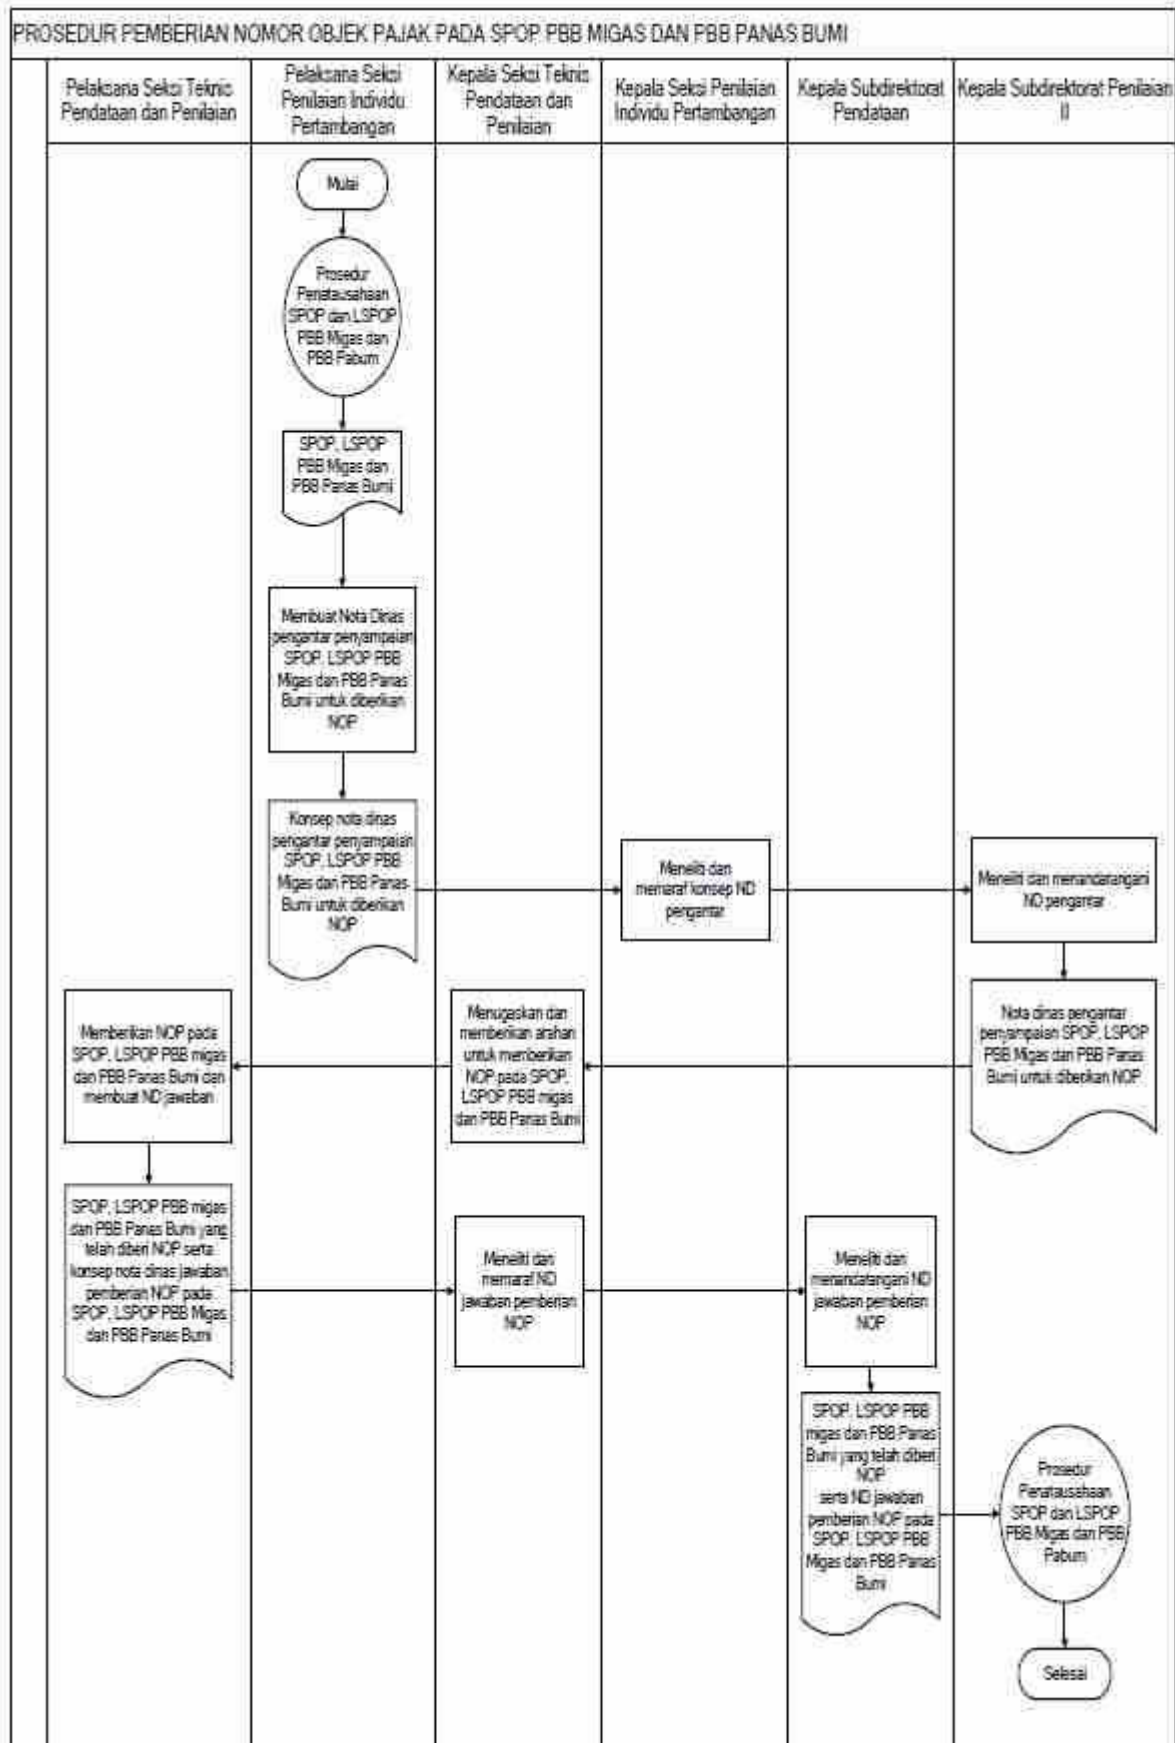 PROSEDUR PEMBERIAN NOMOR OBJEK PAJAK PADA SPOP PBB MIGAS DAN PBB PANAS BUMI
Pelaksana Seksi Teknis
Pendataan dan Penilaian
Pelaksana Seksi
Penilaian Individu
Pertambangan
Kepala Seksi Teknis
Pendataan dan
Penilaian
Kepala Seksi Penilaian
Individu Pertambangan
Kepala Subdirektorat
Pendataan
Kepala Subdirektorat Penilaian
II
Mulai
Prosedur
Penatausahaan
SPOP dan LSPOP
PBB Migas dan
PBB Pabum
SPOP, LSPOP
PBB Migas dan
PBB Panas Bumi
Membuat Nota Dinas
pengantar penyampaian
SPOP, LSPOP PBB
Migas dan PBB Panas
Bumi untuk diberikan
NOP
Konsep nota dinas
pengantar penyampaian
SPOP, LSPOP PBB
Migas dan PBB Panas
Bumi untuk diberikan
NOP
Meneliti dan
memaraf konsep ND
pengantar
Meneliti dan menandatangani
ND pengantar
Nota dinas pengantar
penyampaian SPOP, LSPOP
PBB Migas dan PBB Panas
Bumi untuk diberikan NOP
Menugaskan dan
memberikan arahan
untuk memberikan
NOP pada SPOP,
LSPOP PBB migas
dan PBB Panas Bumi
Memberikan NOP pada
SPOP, LSPOP PBB migas
dan PBB Panas Bumi dan
membuat ND jawaban
SPOP, LSPOP PBB migas
dan PBB Panas Bumi yang
telah diberi NOP serta
konsep nota dinas jawaban
pemberian NOP pada
SPOP, LSPOP PBB Migas
dan PBB Panas Bumi
Meneliti dan
memaraf ND
jawaban pemberian
NOP
Meneliti dan
menandatangani ND
jawaban pemberian
NOP
SPOP, LSPOP PBB
migas dan PBB Panas
Bumi yang telah diberi
NOP
serta ND jawaban
pemberian NOP pada
SPOP, LSPOP PBB
Migas dan PBB Panas
Bumi
Prosedur
Penatausahaan
SPOP dan LSPOP
PBB Migas dan PBB
Pabum
Selesai